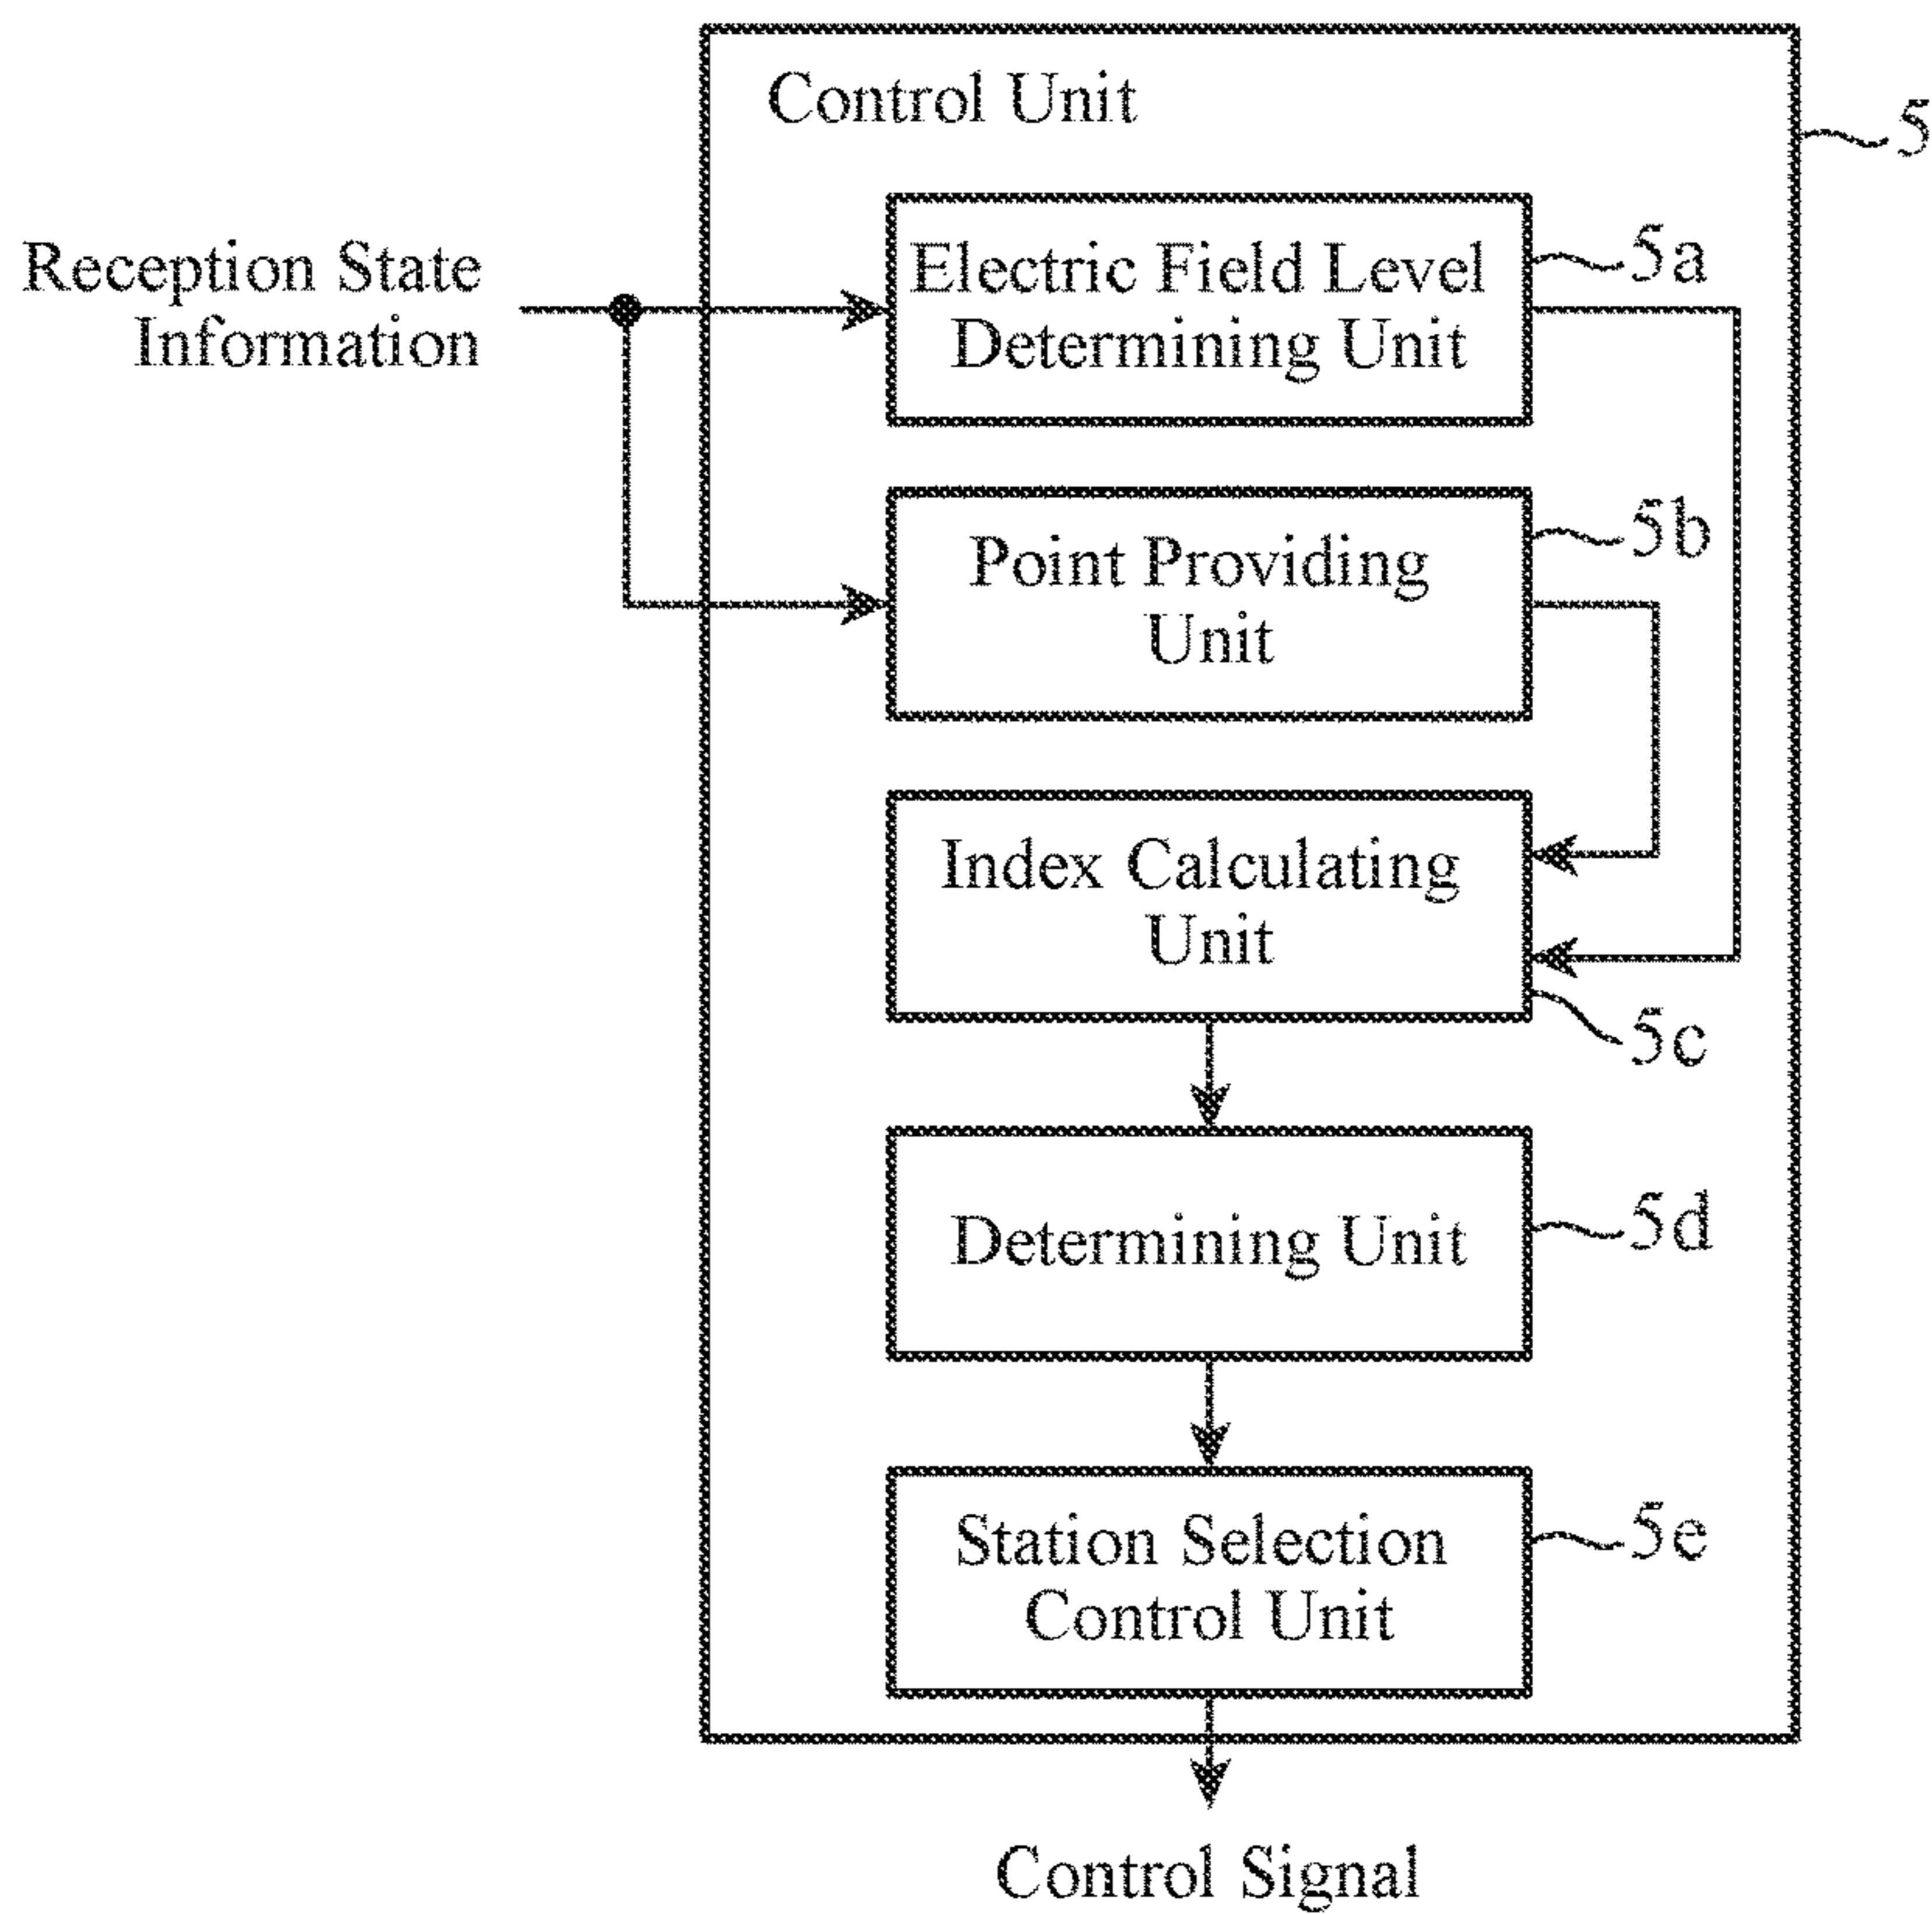 Control Unit
5
Reception State
Information
Electric Field Level
Determining Unit
5a
Point Providing
Unit
5b
Index Calculating
Unit
5c
Determining Unit
5d
Station Selection
Control Unit
5e
Control Signal